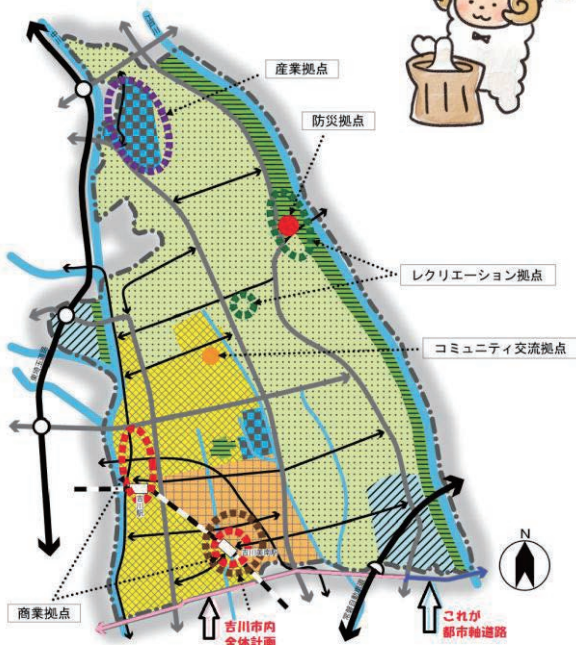 産業拠点
防災拠点
レクリエーション拠点
コミュニティ交流拠点
N
商業拠点
吉川市内
全体計画
これが
都市軸道路